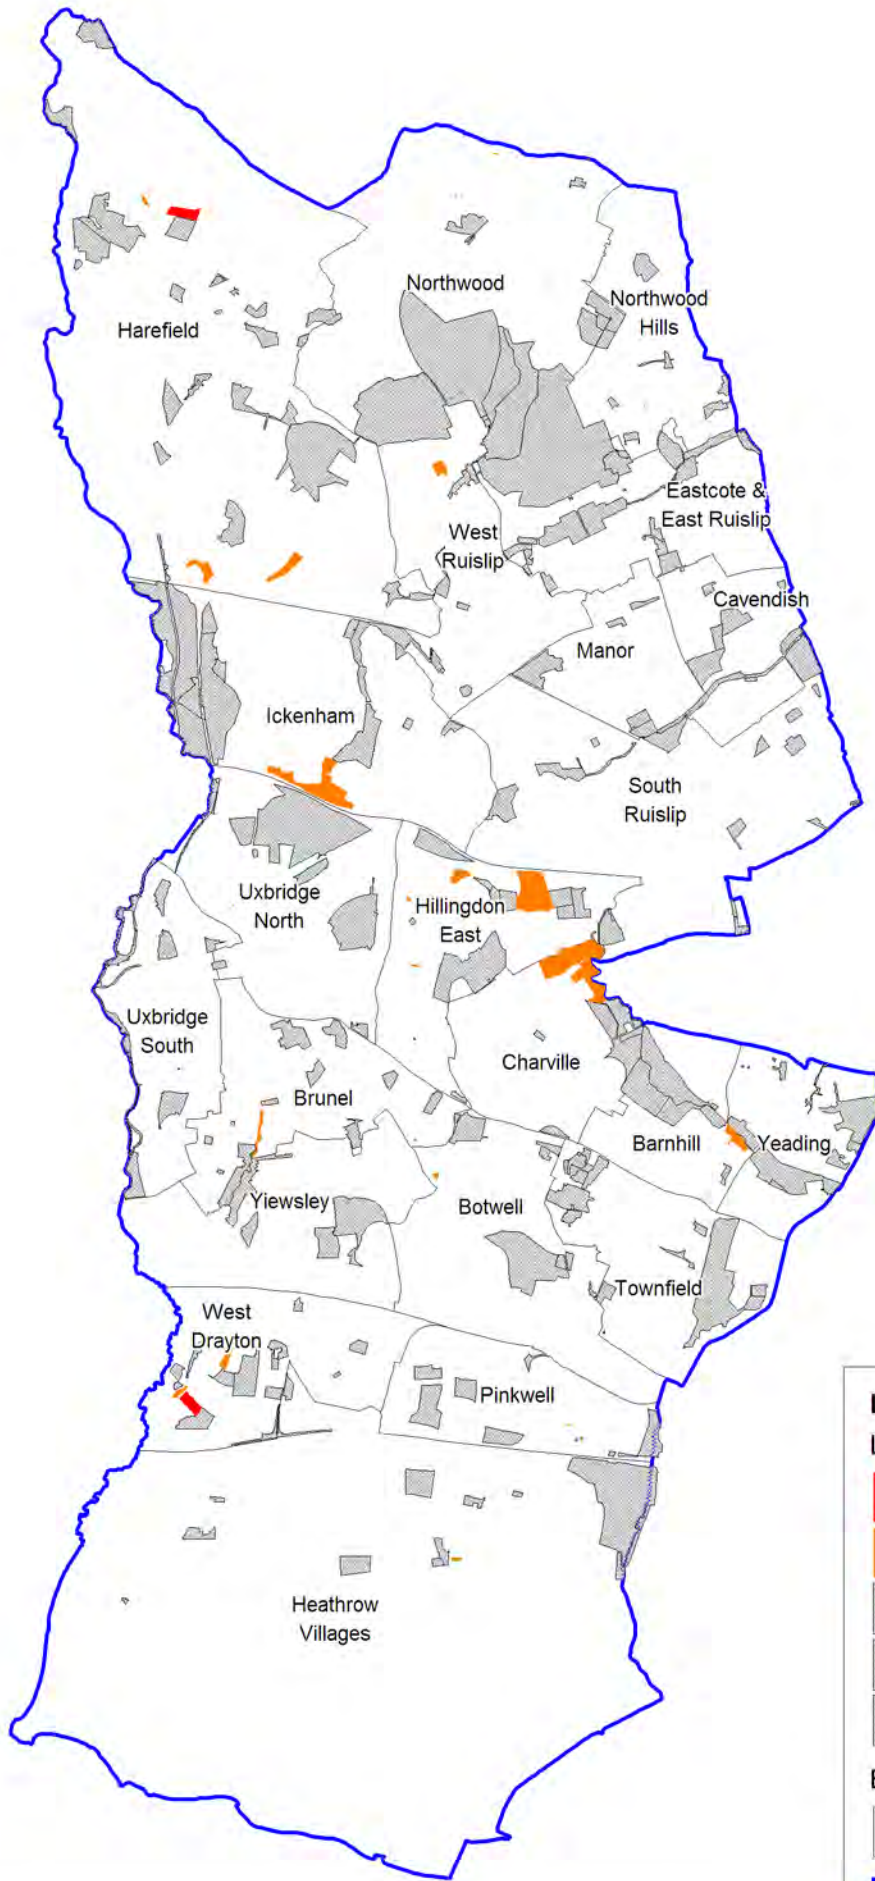 Northwood
Northwood
Hills
Harefield
Eastcote &
East Ruislip
West
Ruislip
Cavendish
Manor
Ickenham
South
Ruislip
Uxbridge
North
Hillingdon
East
Uxbridge
South
Charville
Brunel
Barnhill
Yeading
Yiewsley
Botwell
Townfield
West
Drayton
Pinkwell
Heathrow
Villages